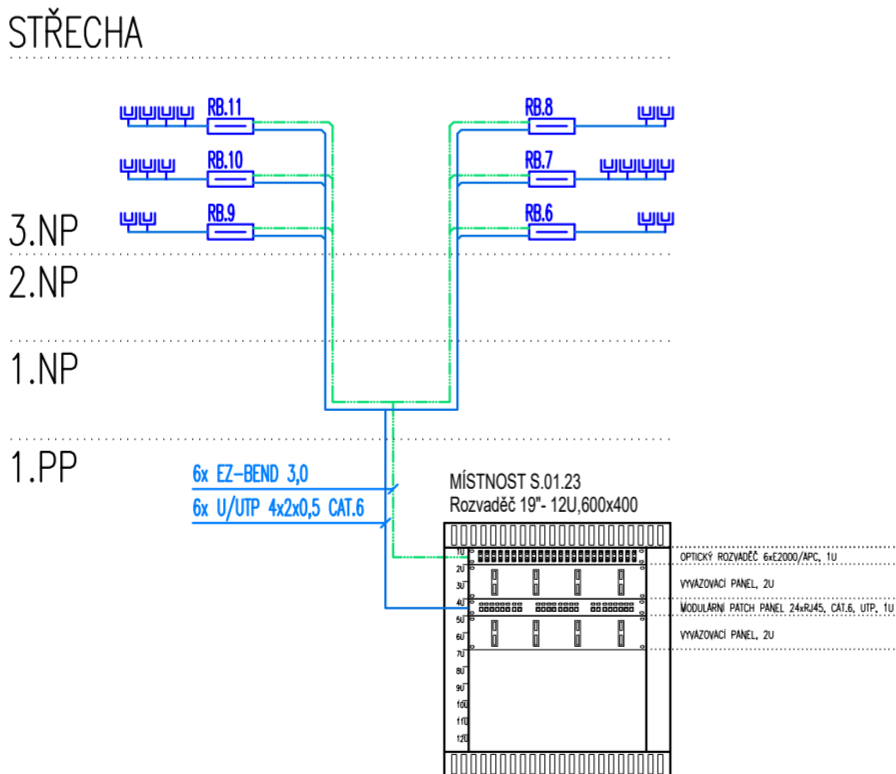 STŘECHA
RB.11
RB.8
RB.10
RB.7
RB.9
RB.6
3.NP
2.NP
1.NP
1.PP
6x EZ-BEND 3,0
6x U/UTP 4x2x0,5 CAT.6
MÍSTNOST S.01.23
Rozvaděč 19"- 12U,600x400
1U
OPTICKÝ ROZVADĚČ 6xE2000/APC, 1U
2U
3U
VYVAZOVACÍ PANEL, 2U
4U
MODULÁRNÍ PATCH PANEL 24xRJ45, CAT.6, UTP, 1U
5U
6U
VYVAZOVACÍ PANEL, 2U
7U
8U
9U
10U
11U
12U